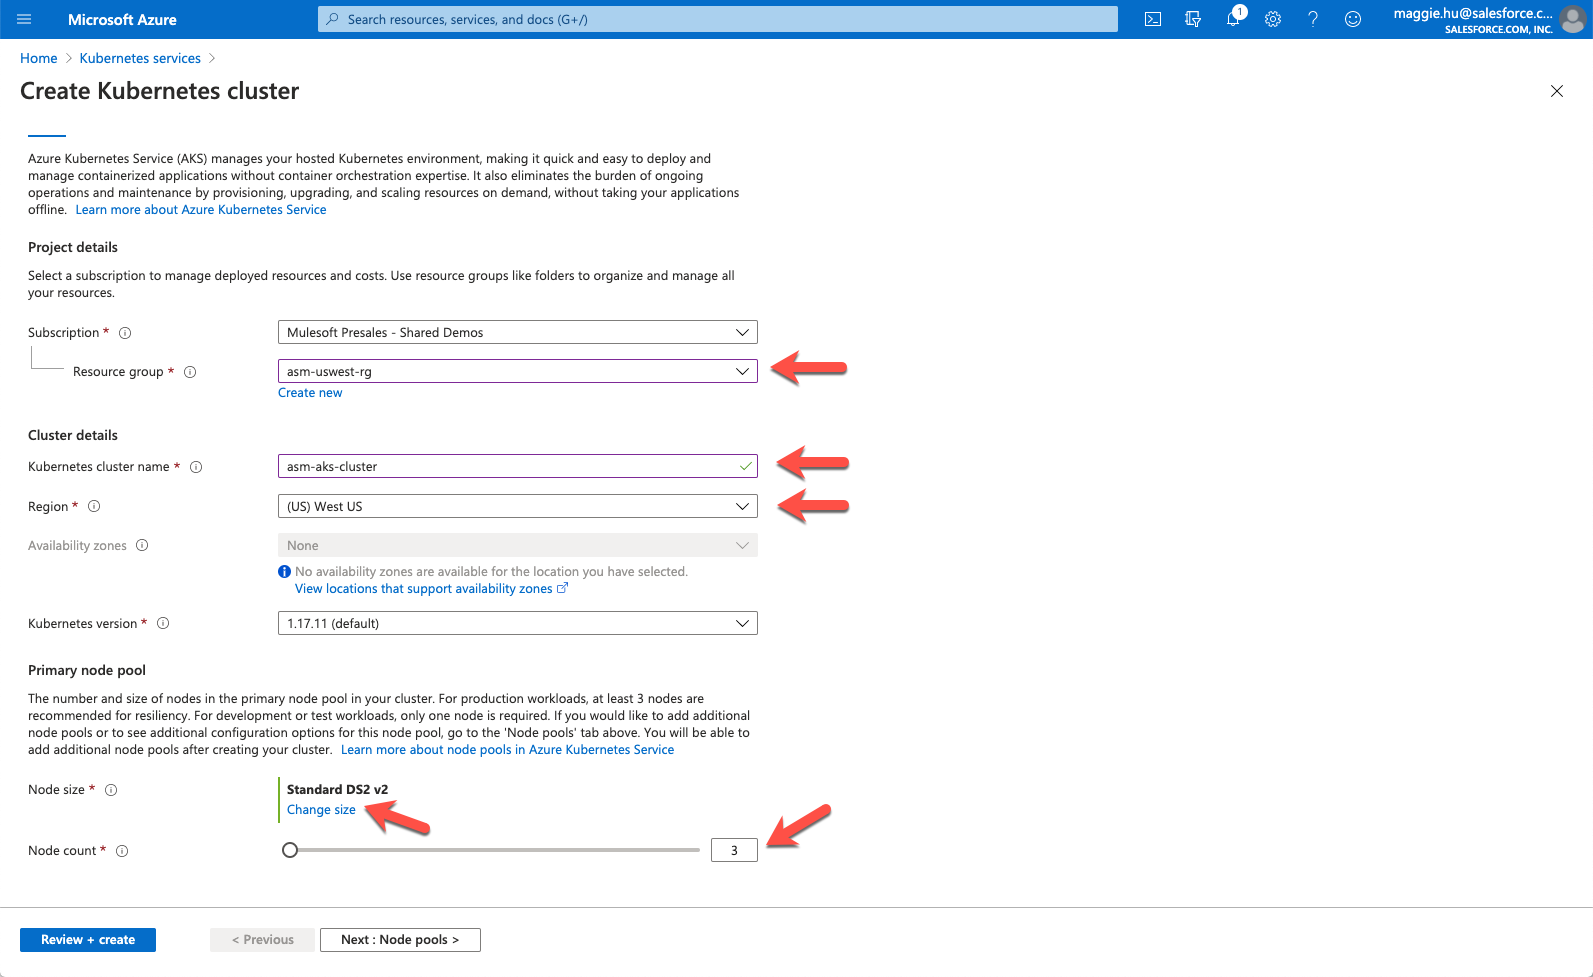 Microsoft Azure
Search resources, services, and docs (G+/)
1
maggie.hu@salesforce.c...
SALESFORCE.COM, INC.
Home > Kubernetes services >
Create Kubernetes cluster
Azure Kubernetes Service (AKS) manages your hosted Kubernetes environment, making it quick and easy to deploy and
manage containerized applications without container orchestration expertise. It also eliminates the burden of ongoing
operations and maintenance by provisioning, upgrading, and scaling resources on demand, without taking your applications
offline. Learn more about Azure Kubernetes Service
Project details
Select a subscription to manage deployed resources and costs. Use resource groups like folders to organize and manage all
your resources.
Subscription *
Mulesoft Presales - Shared Demos
Resource group *
asm-uswest-rg
Create new
Cluster details
Kubernetes cluster name *
asm-aks-cluster
Region *
(US) West US
Availability zones
None
No availability zones are available for the location you have selected.
View locations that support availability zones
Kubernetes version *
1.17.11 (default)
Primary node pool
The number and size of nodes in the primary node pool in your cluster. For production workloads, at least 3 nodes are
recommended for resiliency. For development or test workloads, only one node is required. If you would like to add additional
node pools or to see additional configuration options for this node pool, go to the 'Node pools' tab above. You will be able to
add additional node pools after creating your cluster. Learn more about node pools in Azure Kubernetes Service
Node size *
Standard DS2 v2
Change size
Node count *
3
Review + create
< Previous
Next : Node pools >